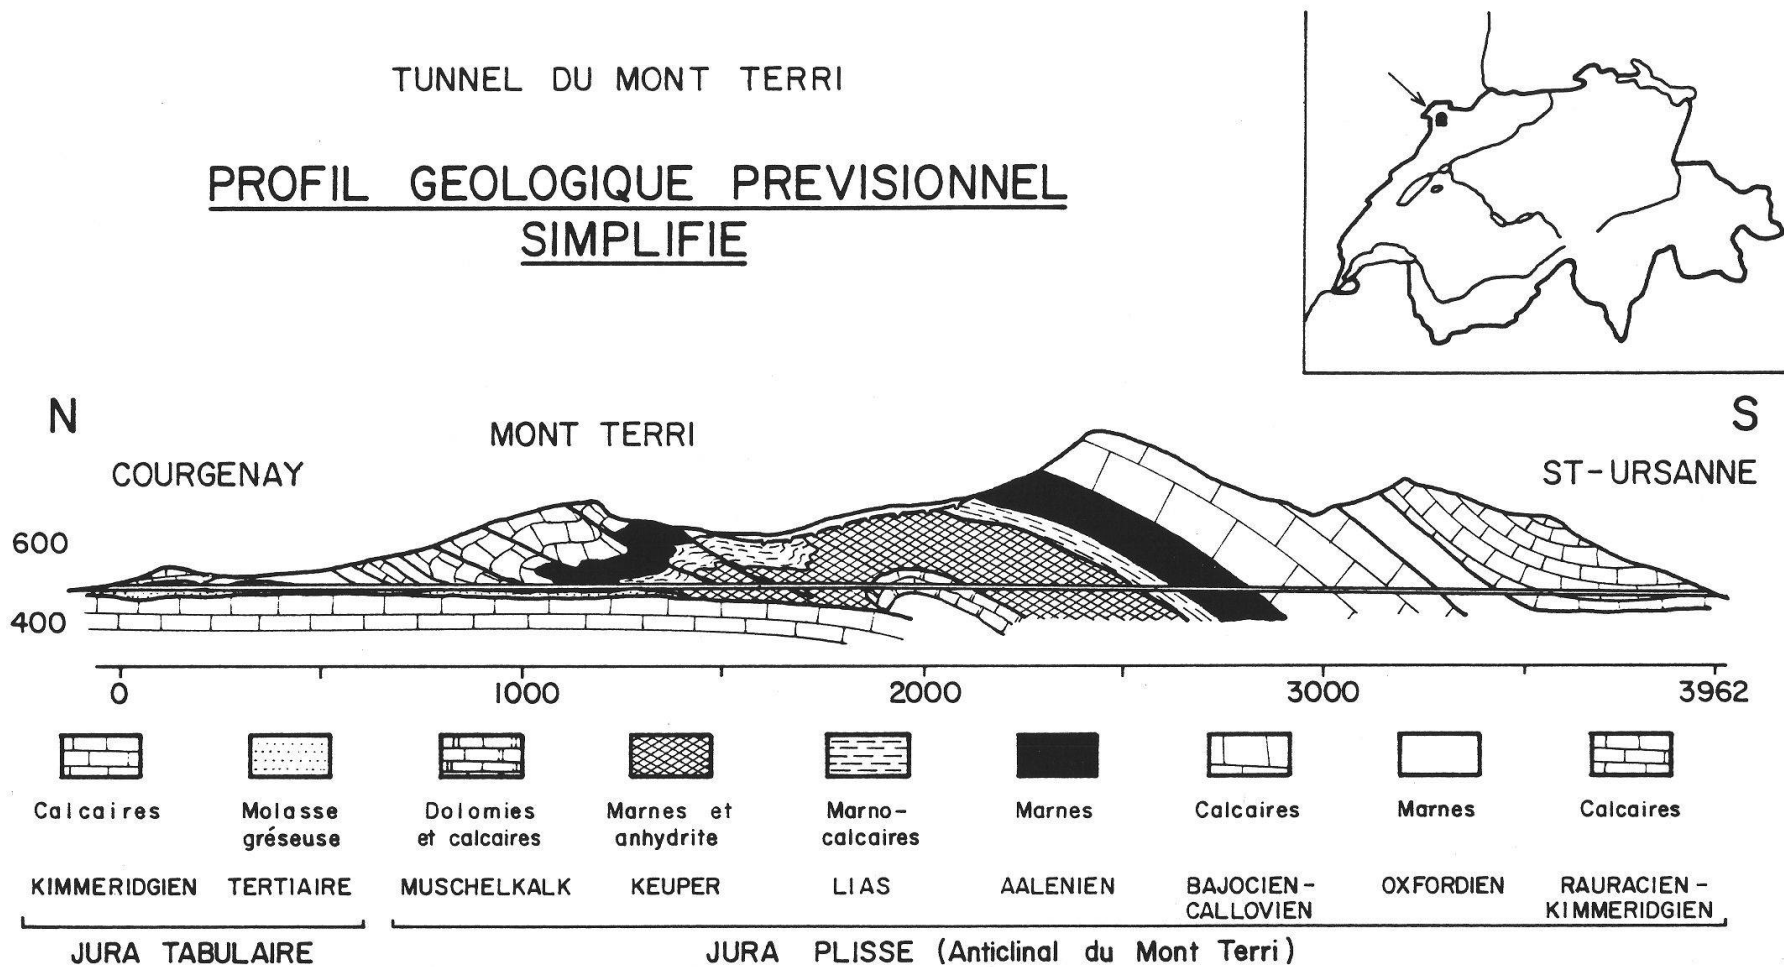 TUNNEL DU MONT TERRI
PROFIL GEOLOGIQUE PREVISIONNEL
SIMPLIFIE
N
S
MONT TERRI
COURGENAY
ST-URSANNE
600
400
0
1000
2000
3000
3962
Calcaires
Molasse
gréseuse
Dolomies
et calcaires
Marnes et
anhydrite
Marno-
calcaires
Marnes
Calcaires
Marnes
Calcaires
KIMMERIDGIEN
TERTIAIRE
MUSCHELKALK
KEUPER
LIAS
AALENIEN
BAJOCIEN-
CALLOVIEN
OXFORDIEN
RAURACIEN-
KIMMERIDGIEN
JURA TABULAIRE
JURA PLISSE (Anticlinal du Mont Terri)